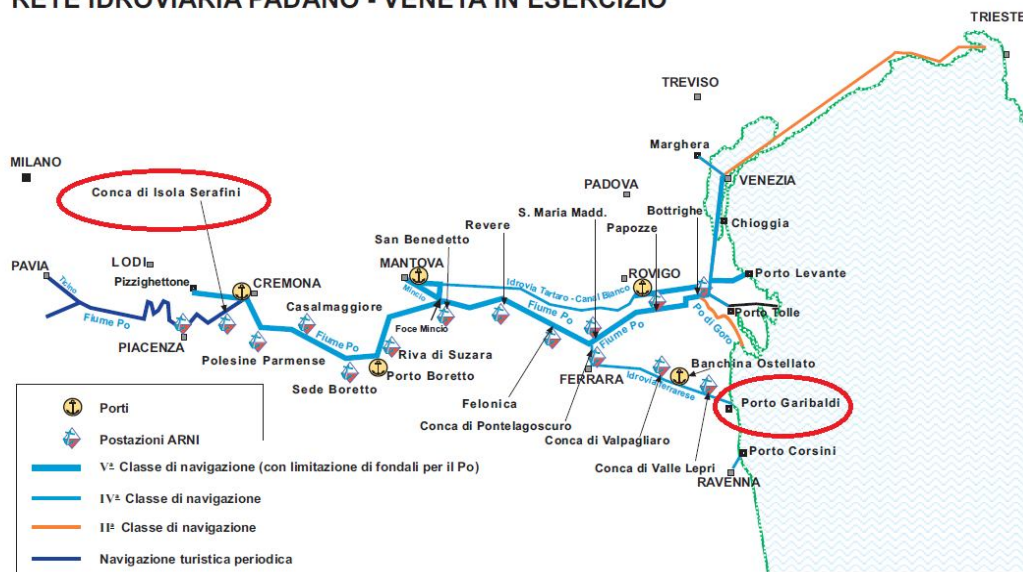 RETE IDROVIARIA PADANO - VENETA IN ESERCIZIO
TRIESTE
TREVISO
MILANO
Marghera
Conca di Isola Serafini
PADOVA
VENEZIA
S. Maria Madd.
Bottrighe
Revere
Papozze
Chioggia
San Benedetto
PAVIA
LODI
MANTOVA
ROVIGO
Porto Levante
Pizzighettone
CREMONA
Ticino
Mincio
Idrovia Tartaro - Canal Bianco
Casalmaggiore
Fiume Po
Foce Mincio
Fiume Po
Fiume Po
Po di Goro
Porto Tolle
PIACENZA
Fiume Po
Polesine Parmense
Riva di Suzara
Porto Boretto
Sede Boretto
FERRARA
Banchina Ostellato
Idrovia Ferrarese
Felonica
Porto Garibaldi
Conca di Pontelagoscuro
Conca di Valpagliaro
Porto Corsini
Conca di Valle Lepri
RAVENNA
Porti
Postazioni ARNI
Vª Classe di navigazione (con limitazione di fondali per il Po)
IVª Classe di navigazione
IIª Classe di navigazione
Navigazione turistica periodica